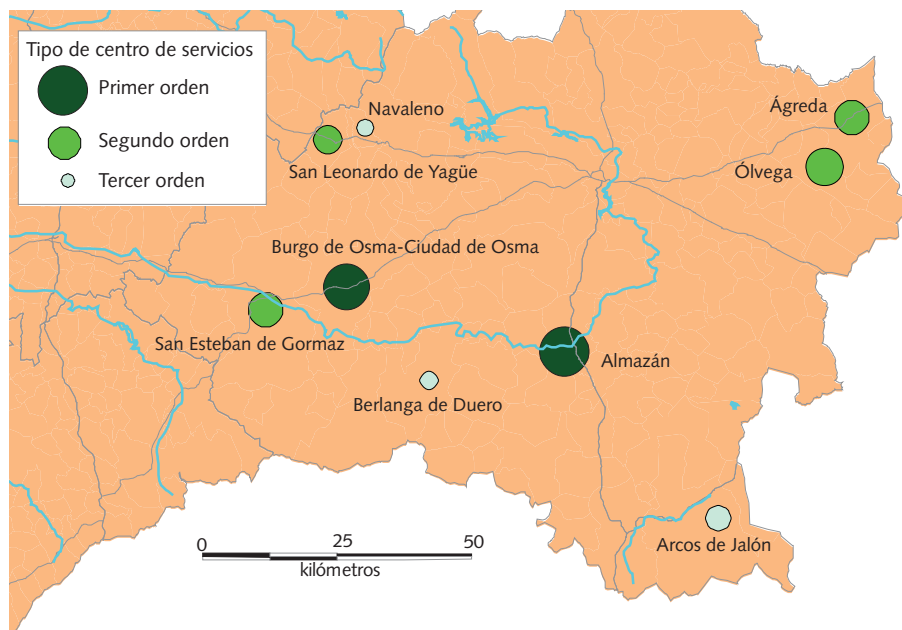 Tipo de centro de servicios
Primer orden
Segundo orden
Tercer orden
Navaleno
San Leonardo de Yagüe
Ágreda
Ólvega
Burgo de Osma-Ciudad de Osma
San Esteban de Gormaz
Almazán
Berlanga de Duero
Arcos de Jalón
0 25 50
kilómetros